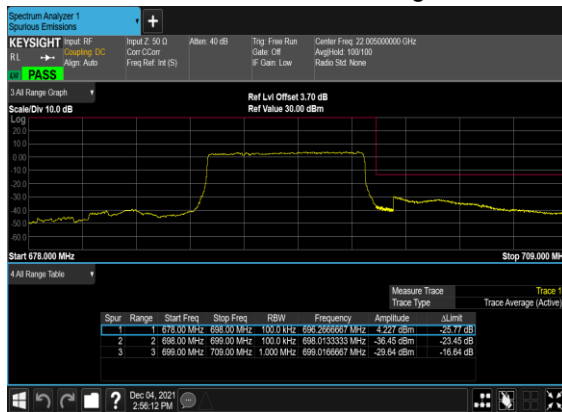 Spectrum Analyzer 1
Spurious Emissions
+
KEYSIGHT Input: RF Input Z: 50 Ω Atten: 40 dB Trig: Free Run Center Freq: 22.005000000 GHz
RL Coupling: DC Corr CCorr Gate: Off Avg|Hold: 100/100
Align: Auto Freq Ref: Int (S) IF Gain: Low Radio Std: None
PASS
3 All Range Graph
Ref Lvl Offset 3.70 dB
Scale/Div 10.0 dB Ref Value 30.00 dBm
Log
20.0
10.0
0.00
-10.0
-20.0
-30.0
-40.0
-50.0
-60.0
Start 678.000 MHz Stop 709.000 MH
4 All Range Table
Measure Trace Trace 1
Trace Type Trace Average (Active)
Spur Range Start Freq Stop Freq RBW Frequency Amplitude ΔLimit
1 1 678.00 MHz 698.00 MHz 100.0 kHz 696.2666667 MHz 4.227 dBm -25.77 dB
2 2 698.00 MHz 699.00 MHz 100.0 kHz 698.0133333 MHz -36.45 dBm -23.45 dB
3 3 699.00 MHz 709.00 MHz 1.000 MHz 699.0166667 MHz -29.64 dBm -16.64 dB
? Dec 04, 2021
2:56:12 PM